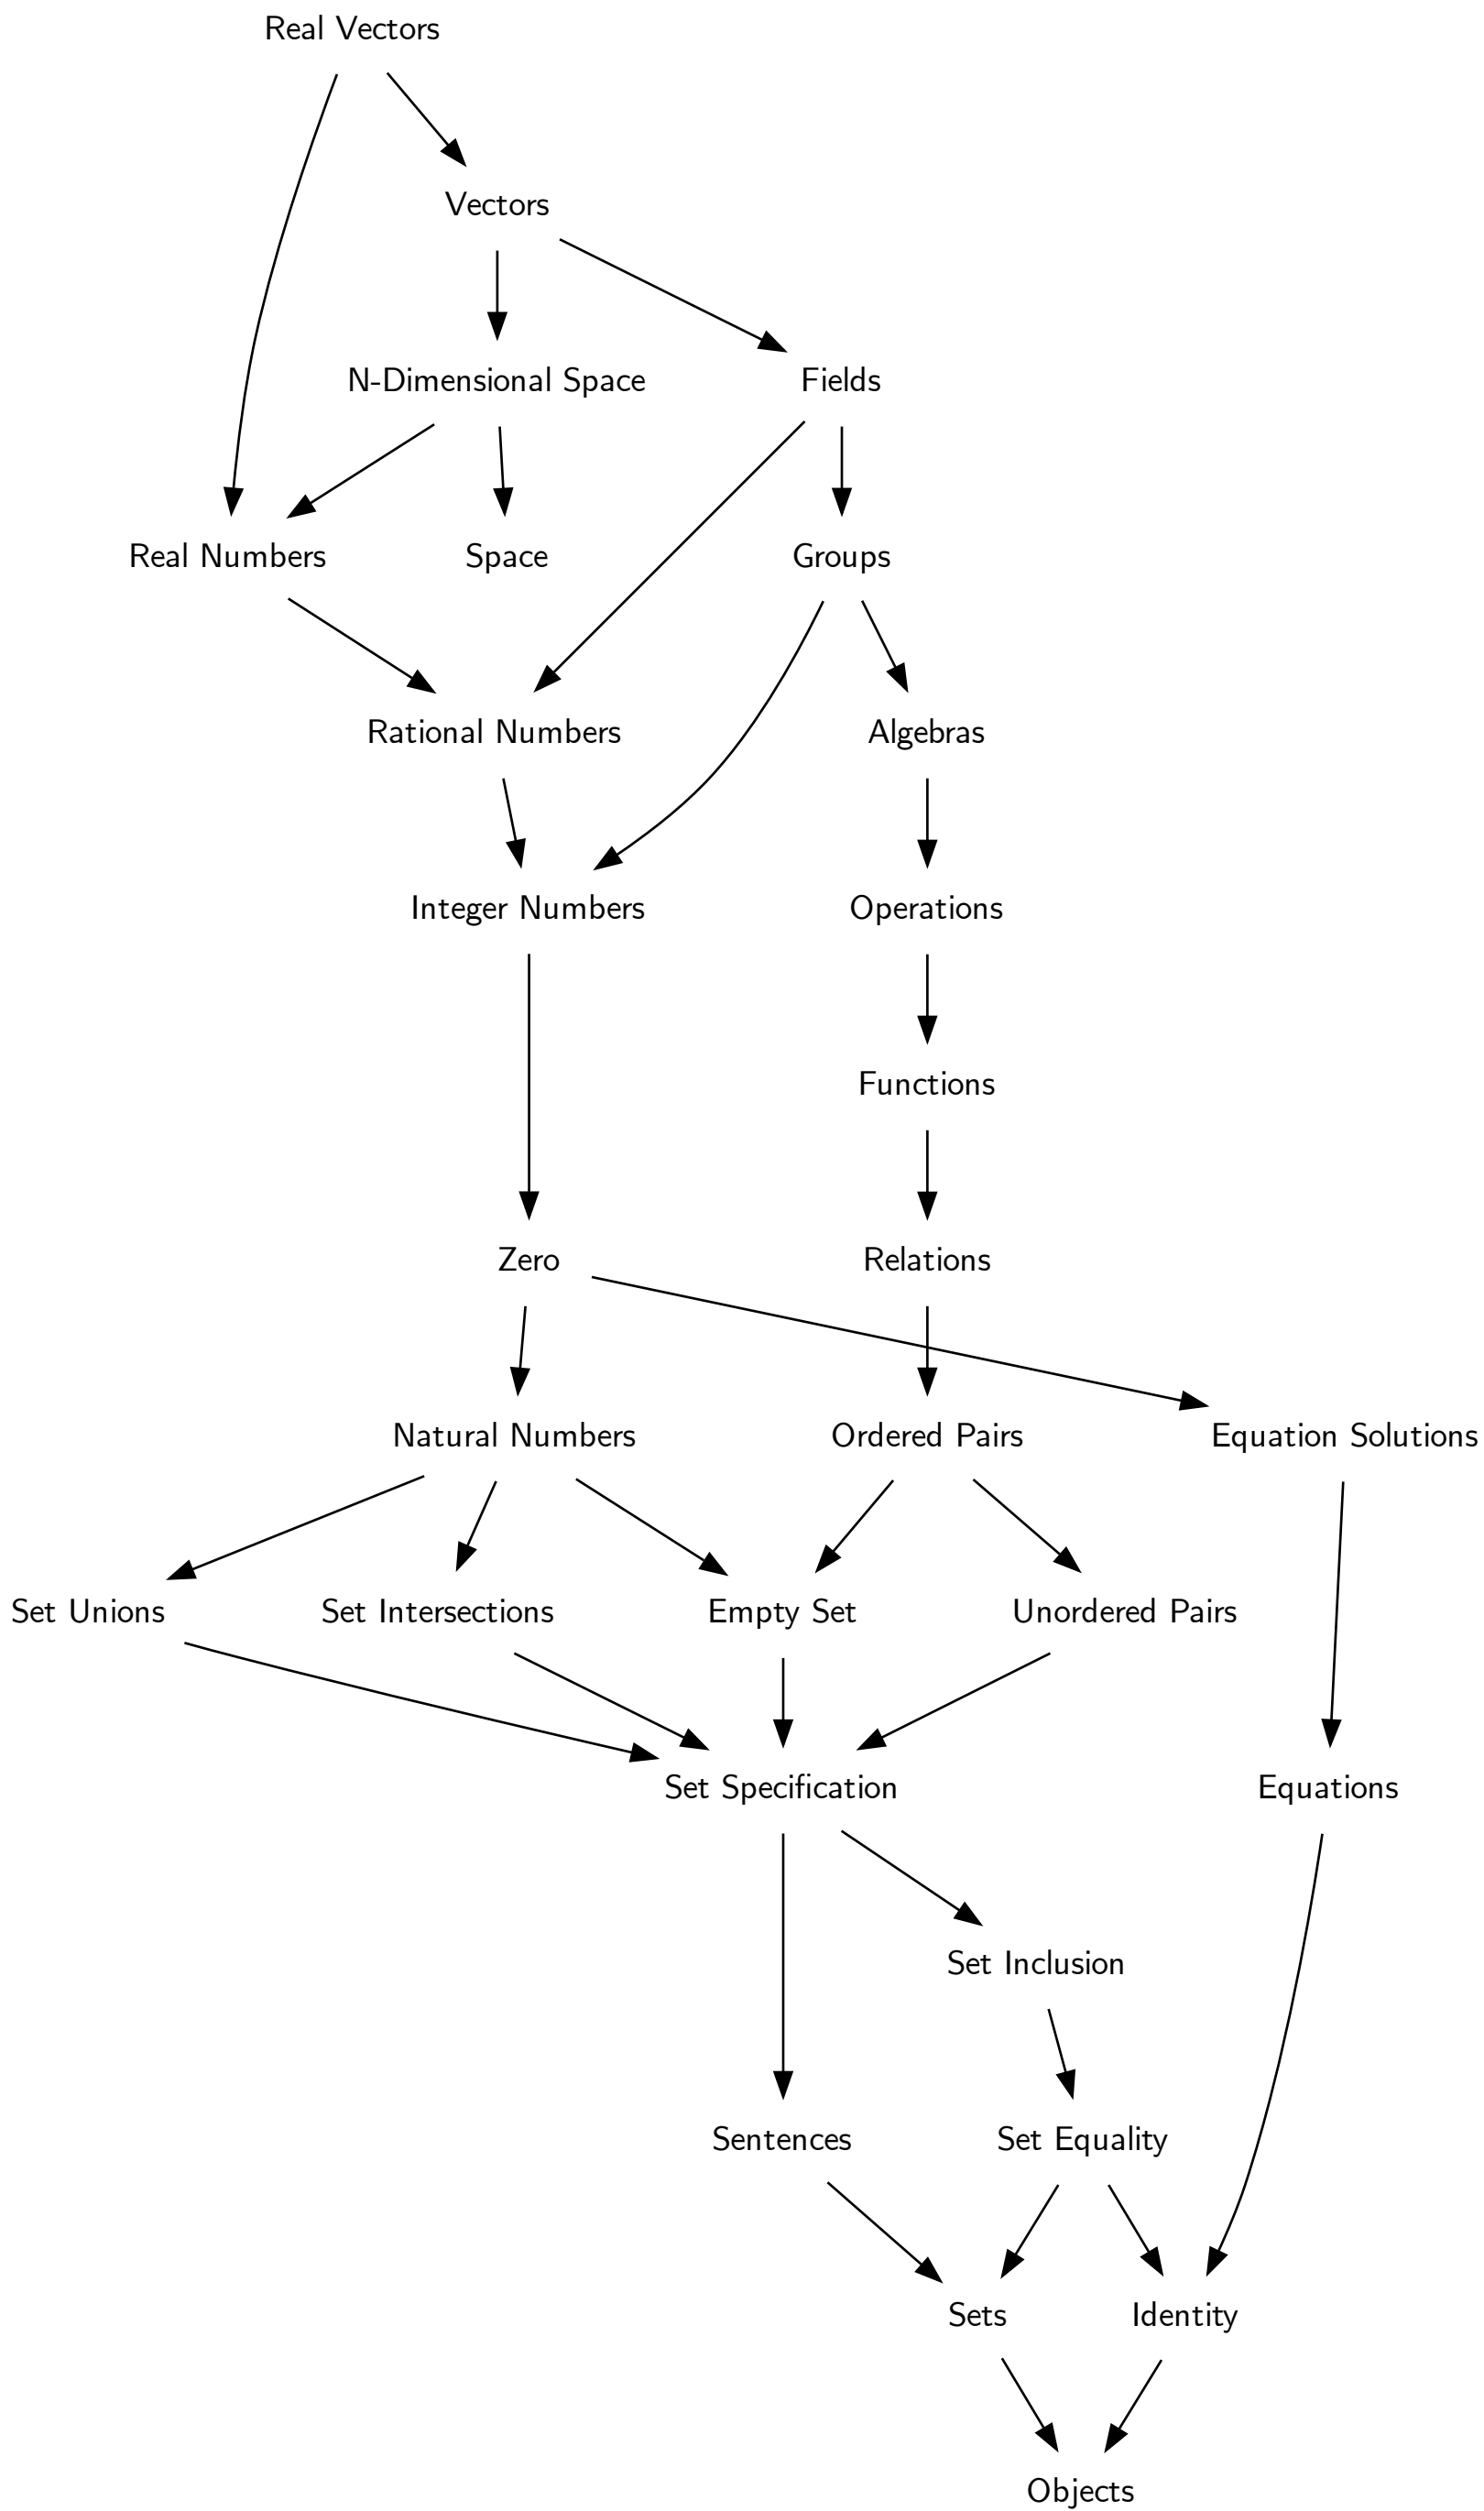 Real Vectors
Vectors
N-Dimensional Space
Fields
Real Numbers
Space
Groups
Rational Numbers
Algebras
Integer Numbers
Operations
Functions
Zero
Relations
Natural Numbers
Ordered Pairs
Equation Solutions
Set Unions
Set Intersections
Empty Set
Unordered Pairs
Set Specification
Equations
Set Inclusion
Sentences
Set Equality
Sets
Identity
Objects